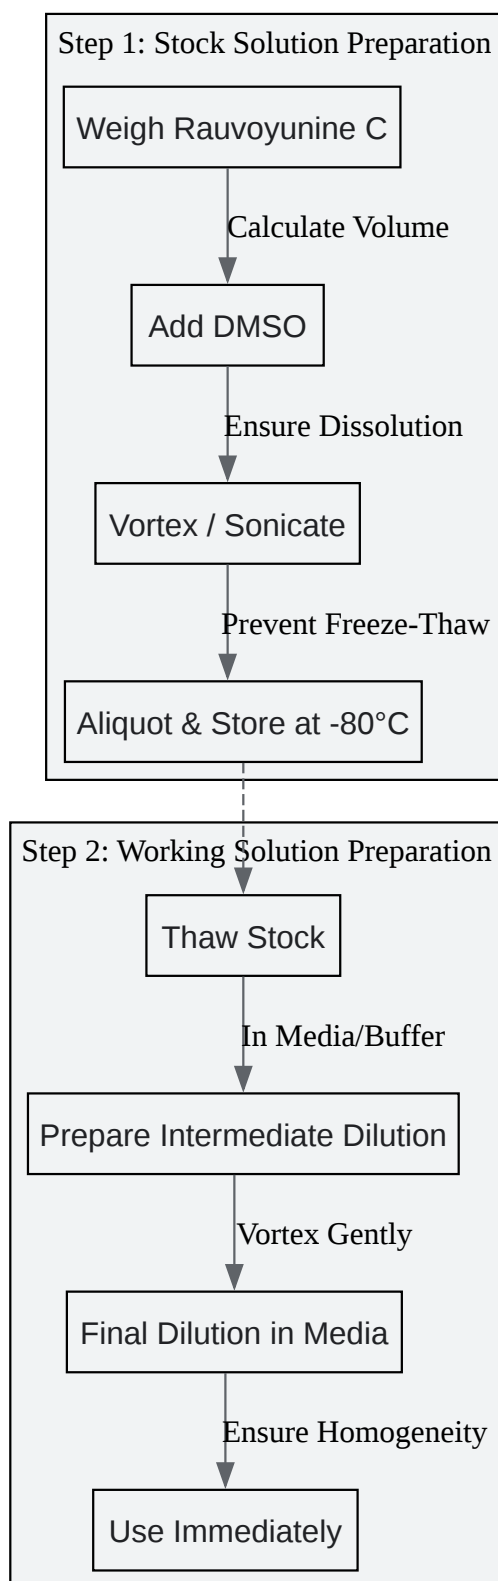 Step 1: Stock Solution Preparation
Weigh Rauvoyunine C
Calculate Volume
Add DMSO
Ensure Dissolution
Vortex / Sonicate
Prevent Freeze-Thaw
Aliquot & Store at -80°C
Step 2: Working Solution Preparation
Thaw Stock
In Media/Buffer
Prepare Intermediate Dilution
Vortex Gently
Final Dilution in Media
Ensure Homogeneity
Use Immediately